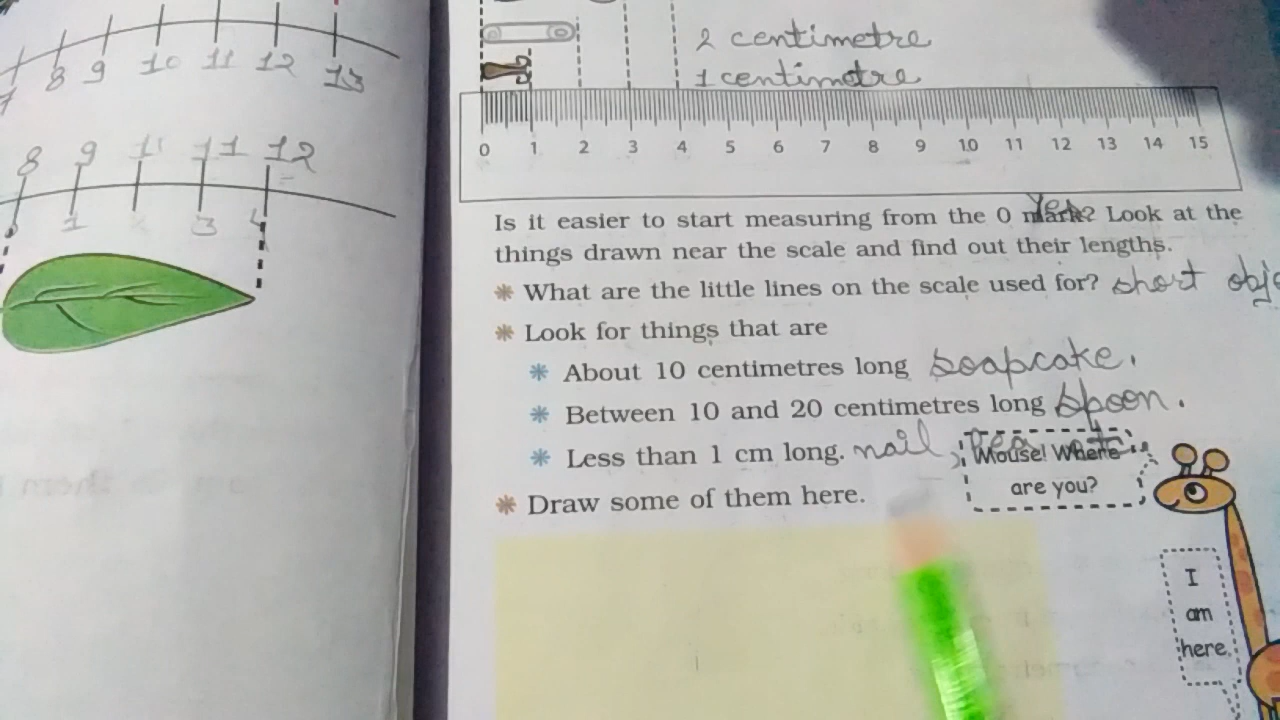 7 8 9 10 11 12 13
8 9 11 12
1 3 4
2 centimetre
1 centimetre
0 1 2 3 4 5 6 7 8 9 10 11 12 13 14 15
Is it easier to start measuring from the 0 mark? Look at the
Yes
things drawn near the scale and find out their lengths.
What are the little lines on the scale used for? short obje
Look for things that are
About 10 centimetres long soapcake.
Between 10 and 20 centimetres long spoon.
Less than 1 cm long. nail,
Mouse! Where
are you?
Draw some of them here.
I
am
here.